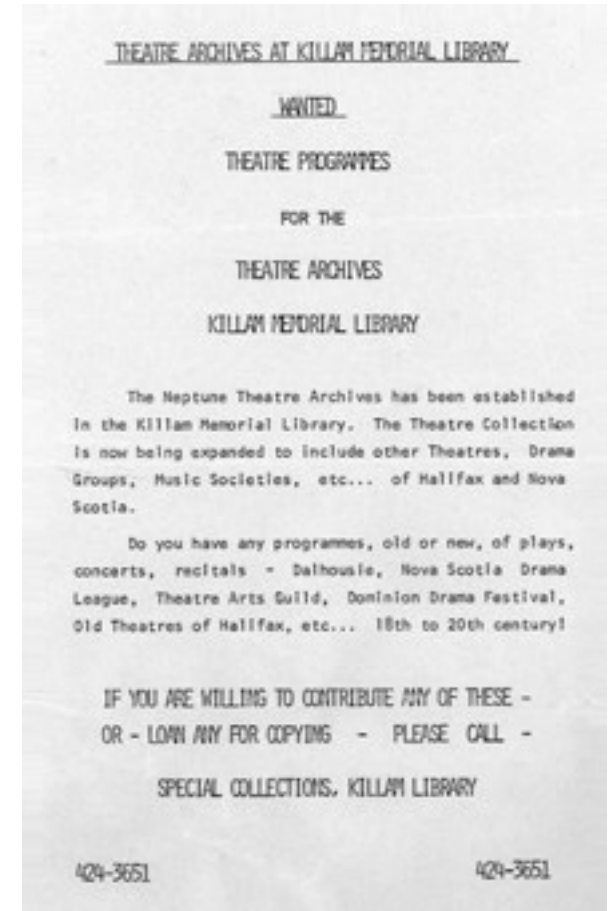 THEATRE ARCHIVES AT KILLAM MEMORIAL LIBRARY
WANTED
THEATRE PROGRAMMES
FOR THE
THEATRE ARCHIVES
KILLAM MEMORIAL LIBRARY
The Neptune Theatre Archives has been established
in the Killam Memorial Library. The Theatre Collection
is now being expanded to include other Theatres, Drama
Groups, Music Societies, etc... of Halifax and Nova
Scotia.
Do you have any programmes, old or new, of plays,
concerts, recitals - Dalhousie, Nova Scotia Drama
League, Theatre Arts Guild, Dominion Drama Festival,
Old Theatres of Halifax, etc... 18th to 20th century?
IF YOU ARE WILLING TO CONTRIBUTE ANY OF THESE -
OR - LOAN ANY FOR COPYING - PLEASE CALL -
SPECIAL COLLECTIONS, KILLAM LIBRARY
424-3651 424-3651